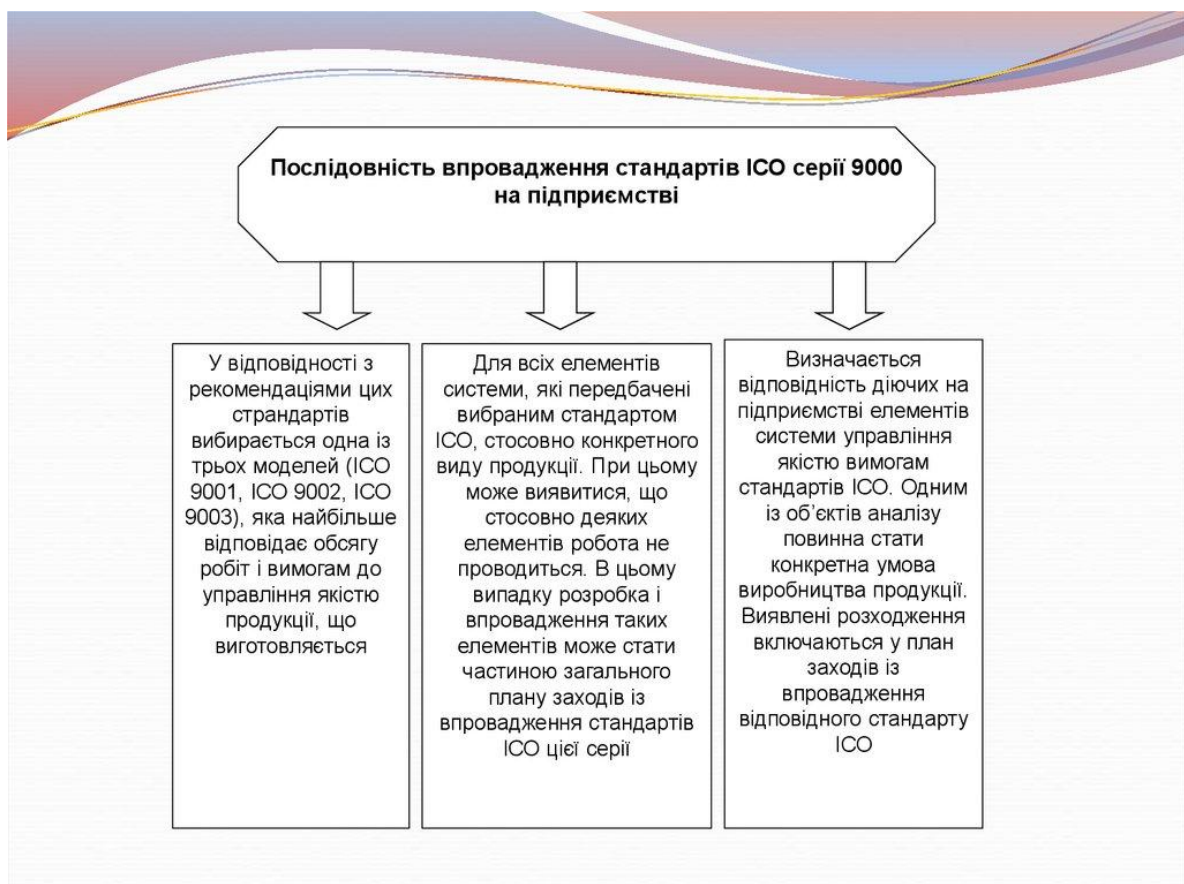 Послідовність впровадження стандартів ІСО серії 9000
на підприємстві
У відповідності з
рекомендаціями цих
страндартів
вибирається одна із
трьох моделей (ІСО
9001, ІСО 9002, ІСО
9003), яка найбільше
відповідає обсягу
робіт і вимогам до
управління якістю
продукції, що
виготовляється
Для всіх елементів
системи, які передбачені
вибраним стандартом
ІСО, стосовно конкретного
виду продукції. При цьому
може виявитися, що
стосовно деяких
елементів робота не
проводиться. В цьому
випадку розробка і
впровадження таких
елементів може стати
частиною загального
плану заходів із
впровадження стандартів
ІСО цієї серії
Визначається
відповідність діючих на
підприємстві елементів
системи управління
якістю вимогам
стандартів ІСО. Одним
із об’єктів аналізу
повинна стати
конкретна умова
виробництва продукції.
Виявлені розходження
включаються у план
заходів із
впровадження
відповідного стандарту
ІСО